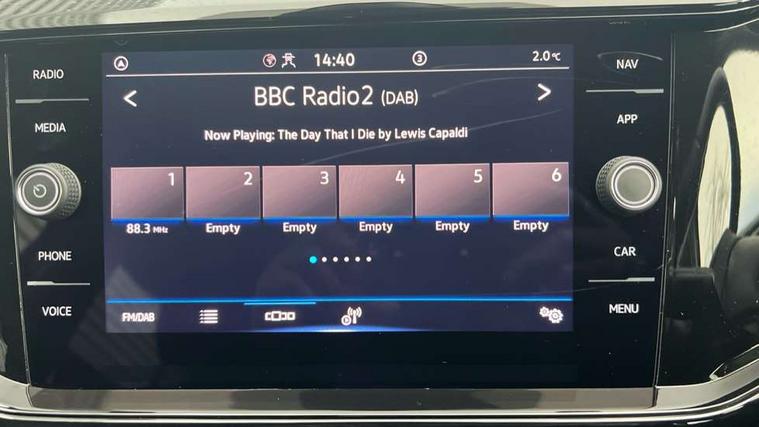 RADIO
MEDIA
PHONE
VOICE
14:40
3
2.0°C
BBC Radio2 (DAB)
Now Playing: The Day That I Die by Lewis Capaldi
1 2 3 4 5 6
88.3 MHz Empty Empty Empty Empty Empty
FM/DAB
NAV
APP
CAR
MENU